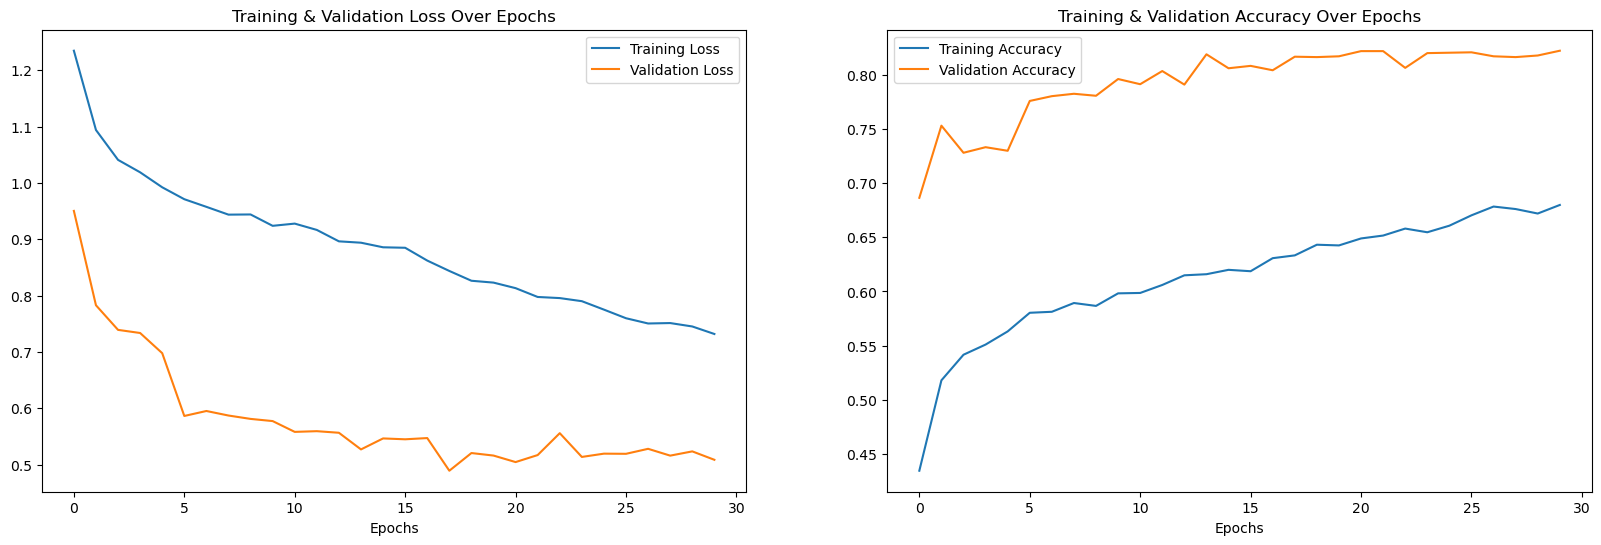 Training & Validation Loss Over Epochs
Training Loss
Validation Loss
1.2
1.1
1.0
0.9
0.8
0.7
0.6
0.5
0 5 10 15 20 25 30
Epochs
Training & Validation Accuracy Over Epochs
Training Accuracy
Validation Accuracy
0.80
0.75
0.70
0.65
0.60
0.55
0.50
0.45
0 5 10 15 20 25 30
Epochs